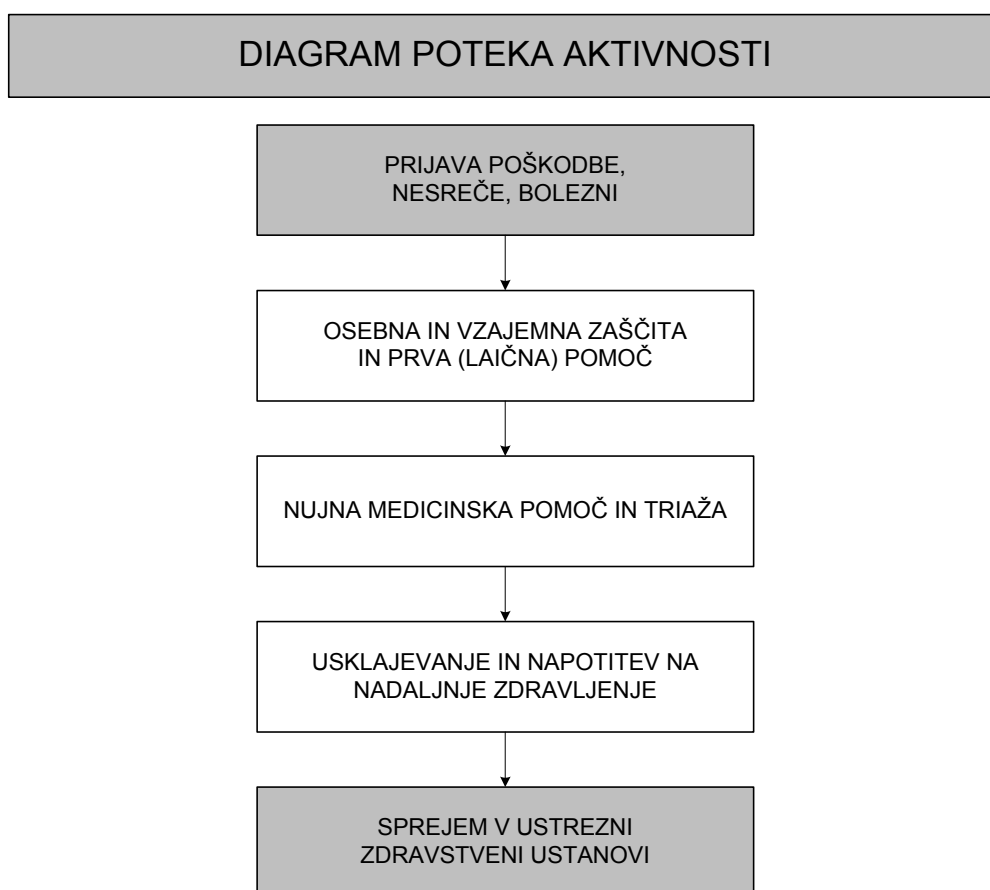 DIAGRAM POTEKA AKTIVNOSTI
PRIJAVA POŠKODBE,
NESREČE, BOLEZNI
OSEBNA IN VZAJEMNA ZAŠČITA
IN PRVA (LAIČNA) POMOČ
NUJNA MEDICINSKA POMOČ IN TRIAŽA
USKLAJEVANJE IN NAPOTITEV NA
NADALJNJE ZDRAVLJENJE
SPREJEM V USTREZNI
ZDRAVSTVENI USTANOVI